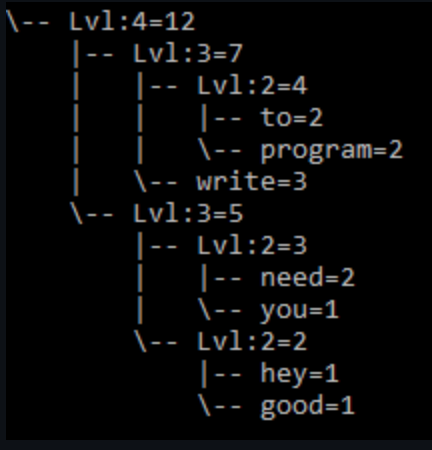 \-- Lvl:4=12
    |-- Lvl:3=7
    |   |-- Lvl:2=4
    |   |   |-- to=2
    |   |   \-- program=2
    |   \-- write=3
    \-- Lvl:3=5
        |-- Lvl:2=3
        |   |-- need=2
        |   \-- you=1
        \-- Lvl:2=2
            |-- hey=1
            \-- good=1